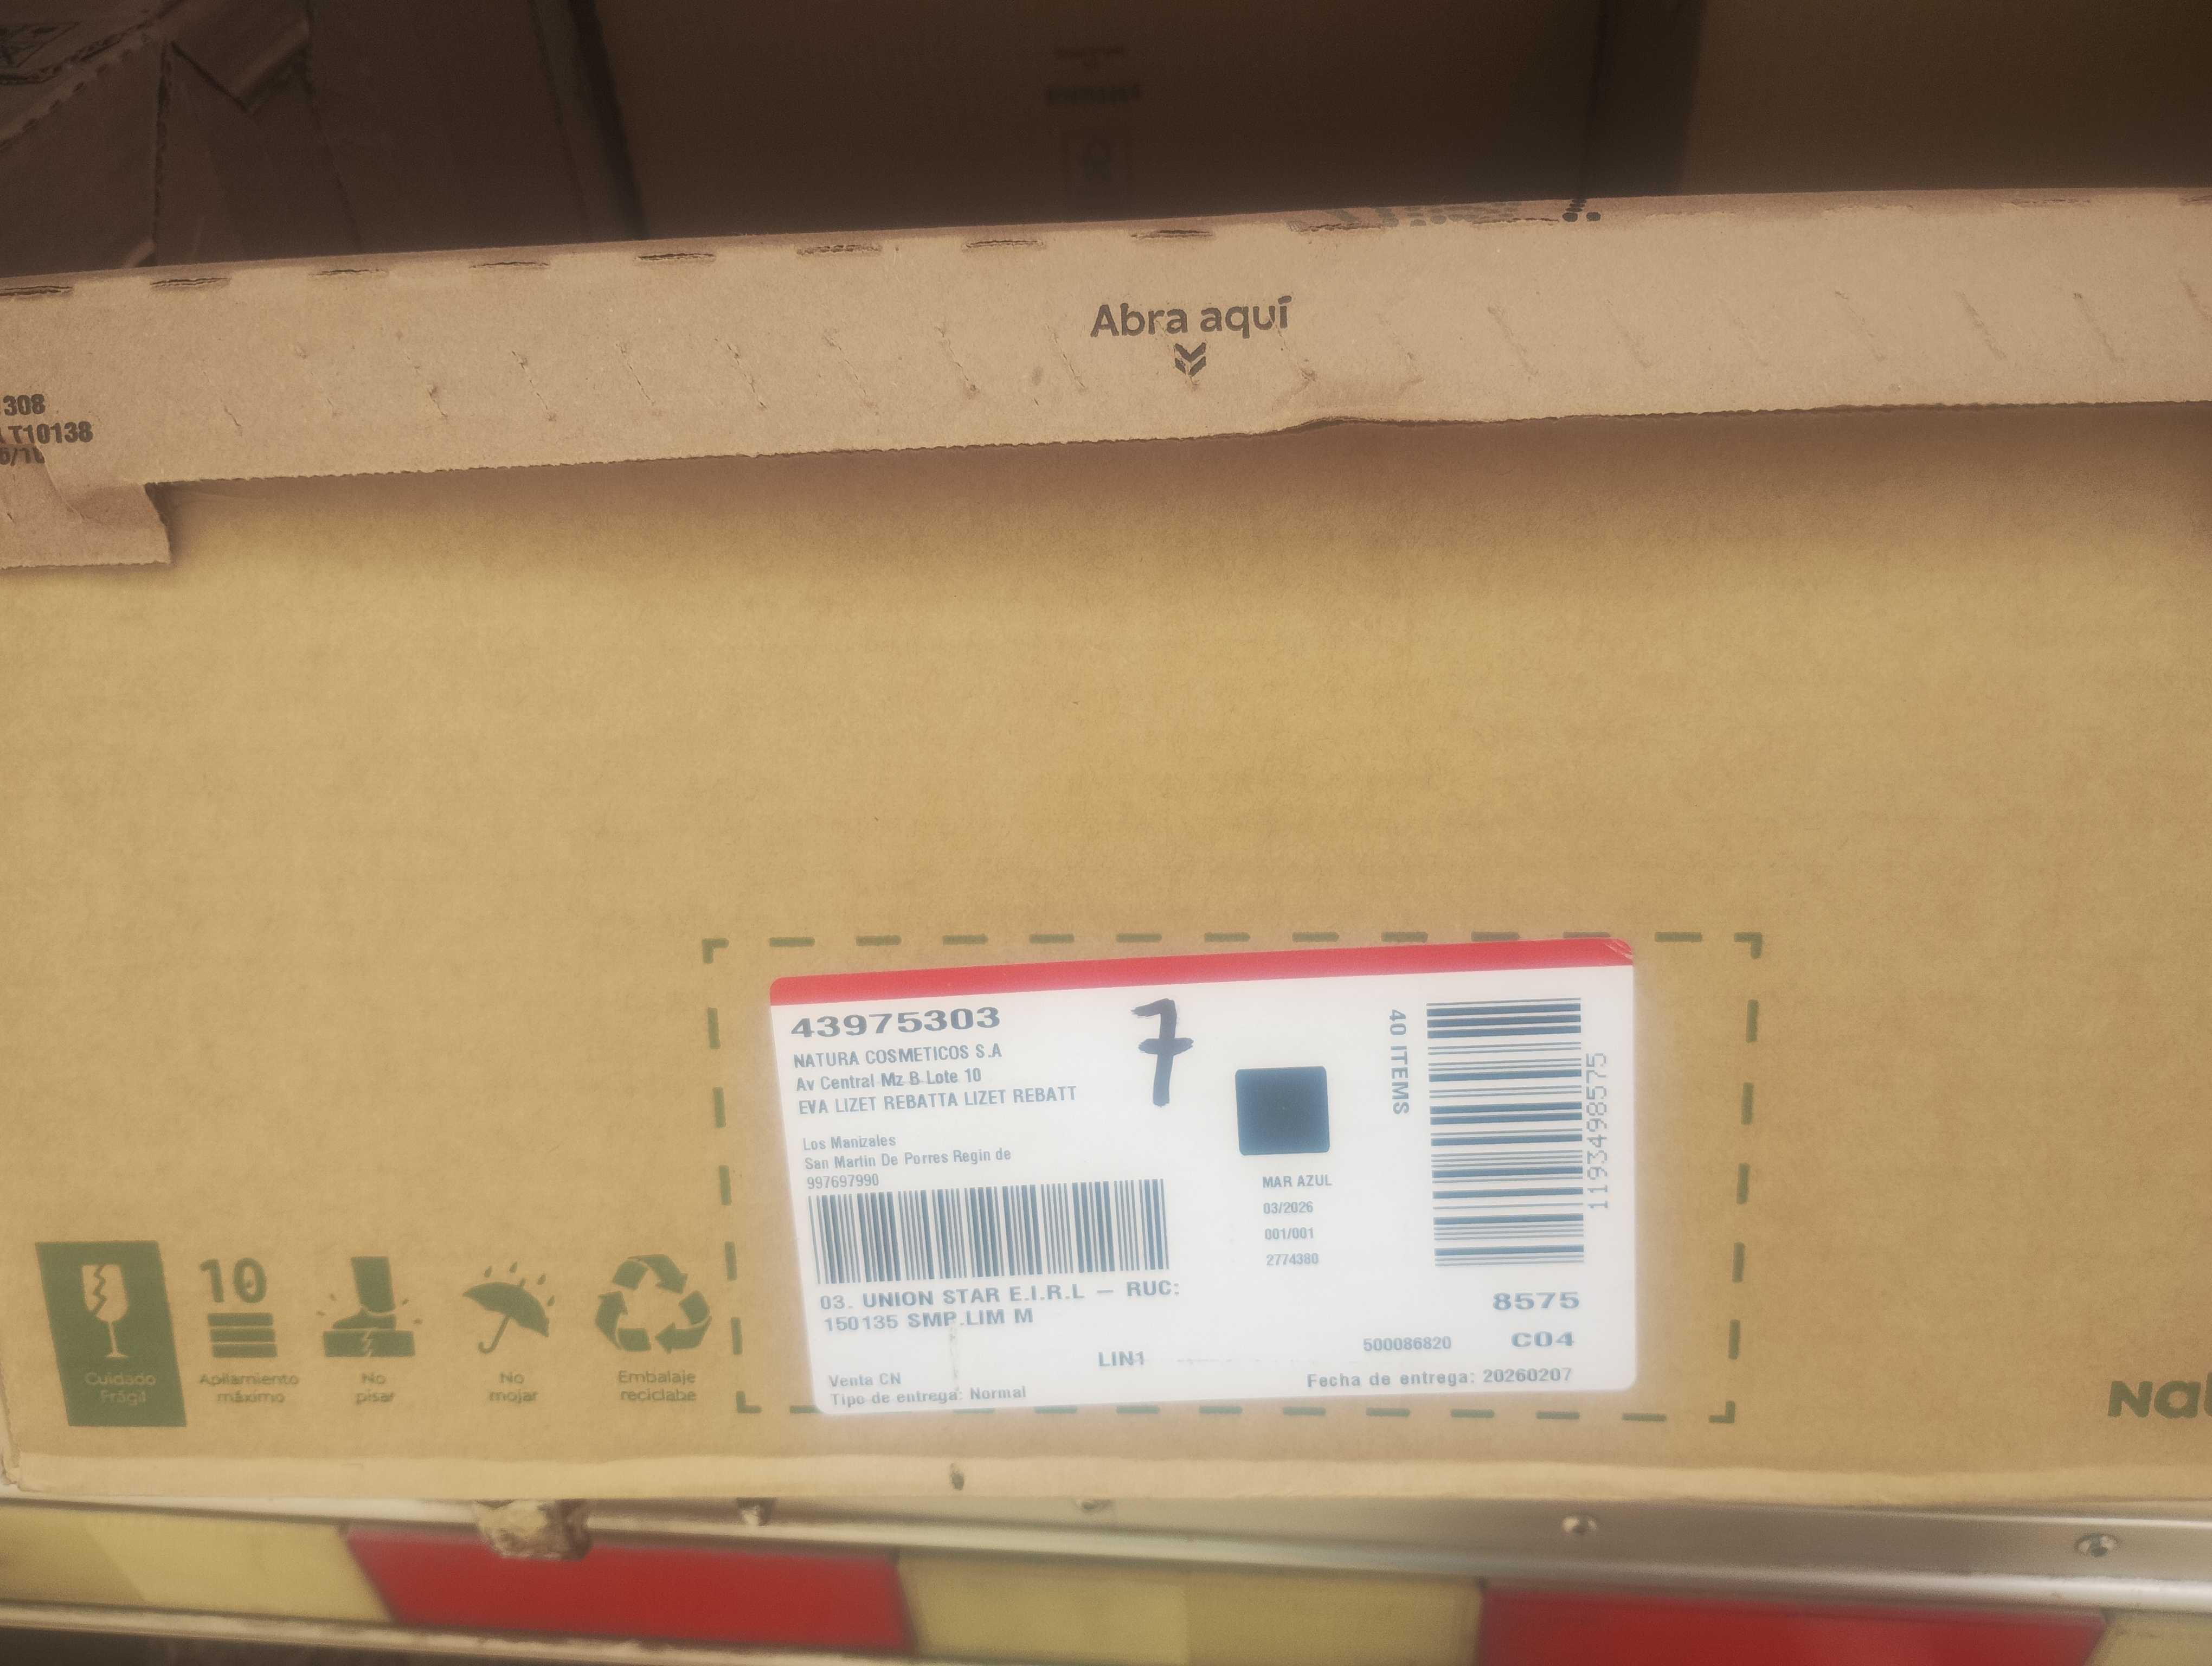 Abra aquí
308
T10138
43975303
NATURA COSMETICOS S.A
Av Central Mz B Lote 10
EVA LIZET REBATTA LIZET REBATT
7
Los Manizales
San Martin De Porres Regin de
997697990
03. UNION STAR E.I.R.L – RUC:
150135 SMP.LIM M
LIN1
Venta CN
Tipo de entrega: Normal
MAR AZUL
03/2026
001/001
2774380
40 ITEMS
1193498575
8575
500086820 C04
Fecha de entrega: 20260207
Cuidado
Frágil
10
Apilamiento
máximo
No
pisar
No
mojar
Embalaje
reciclabe